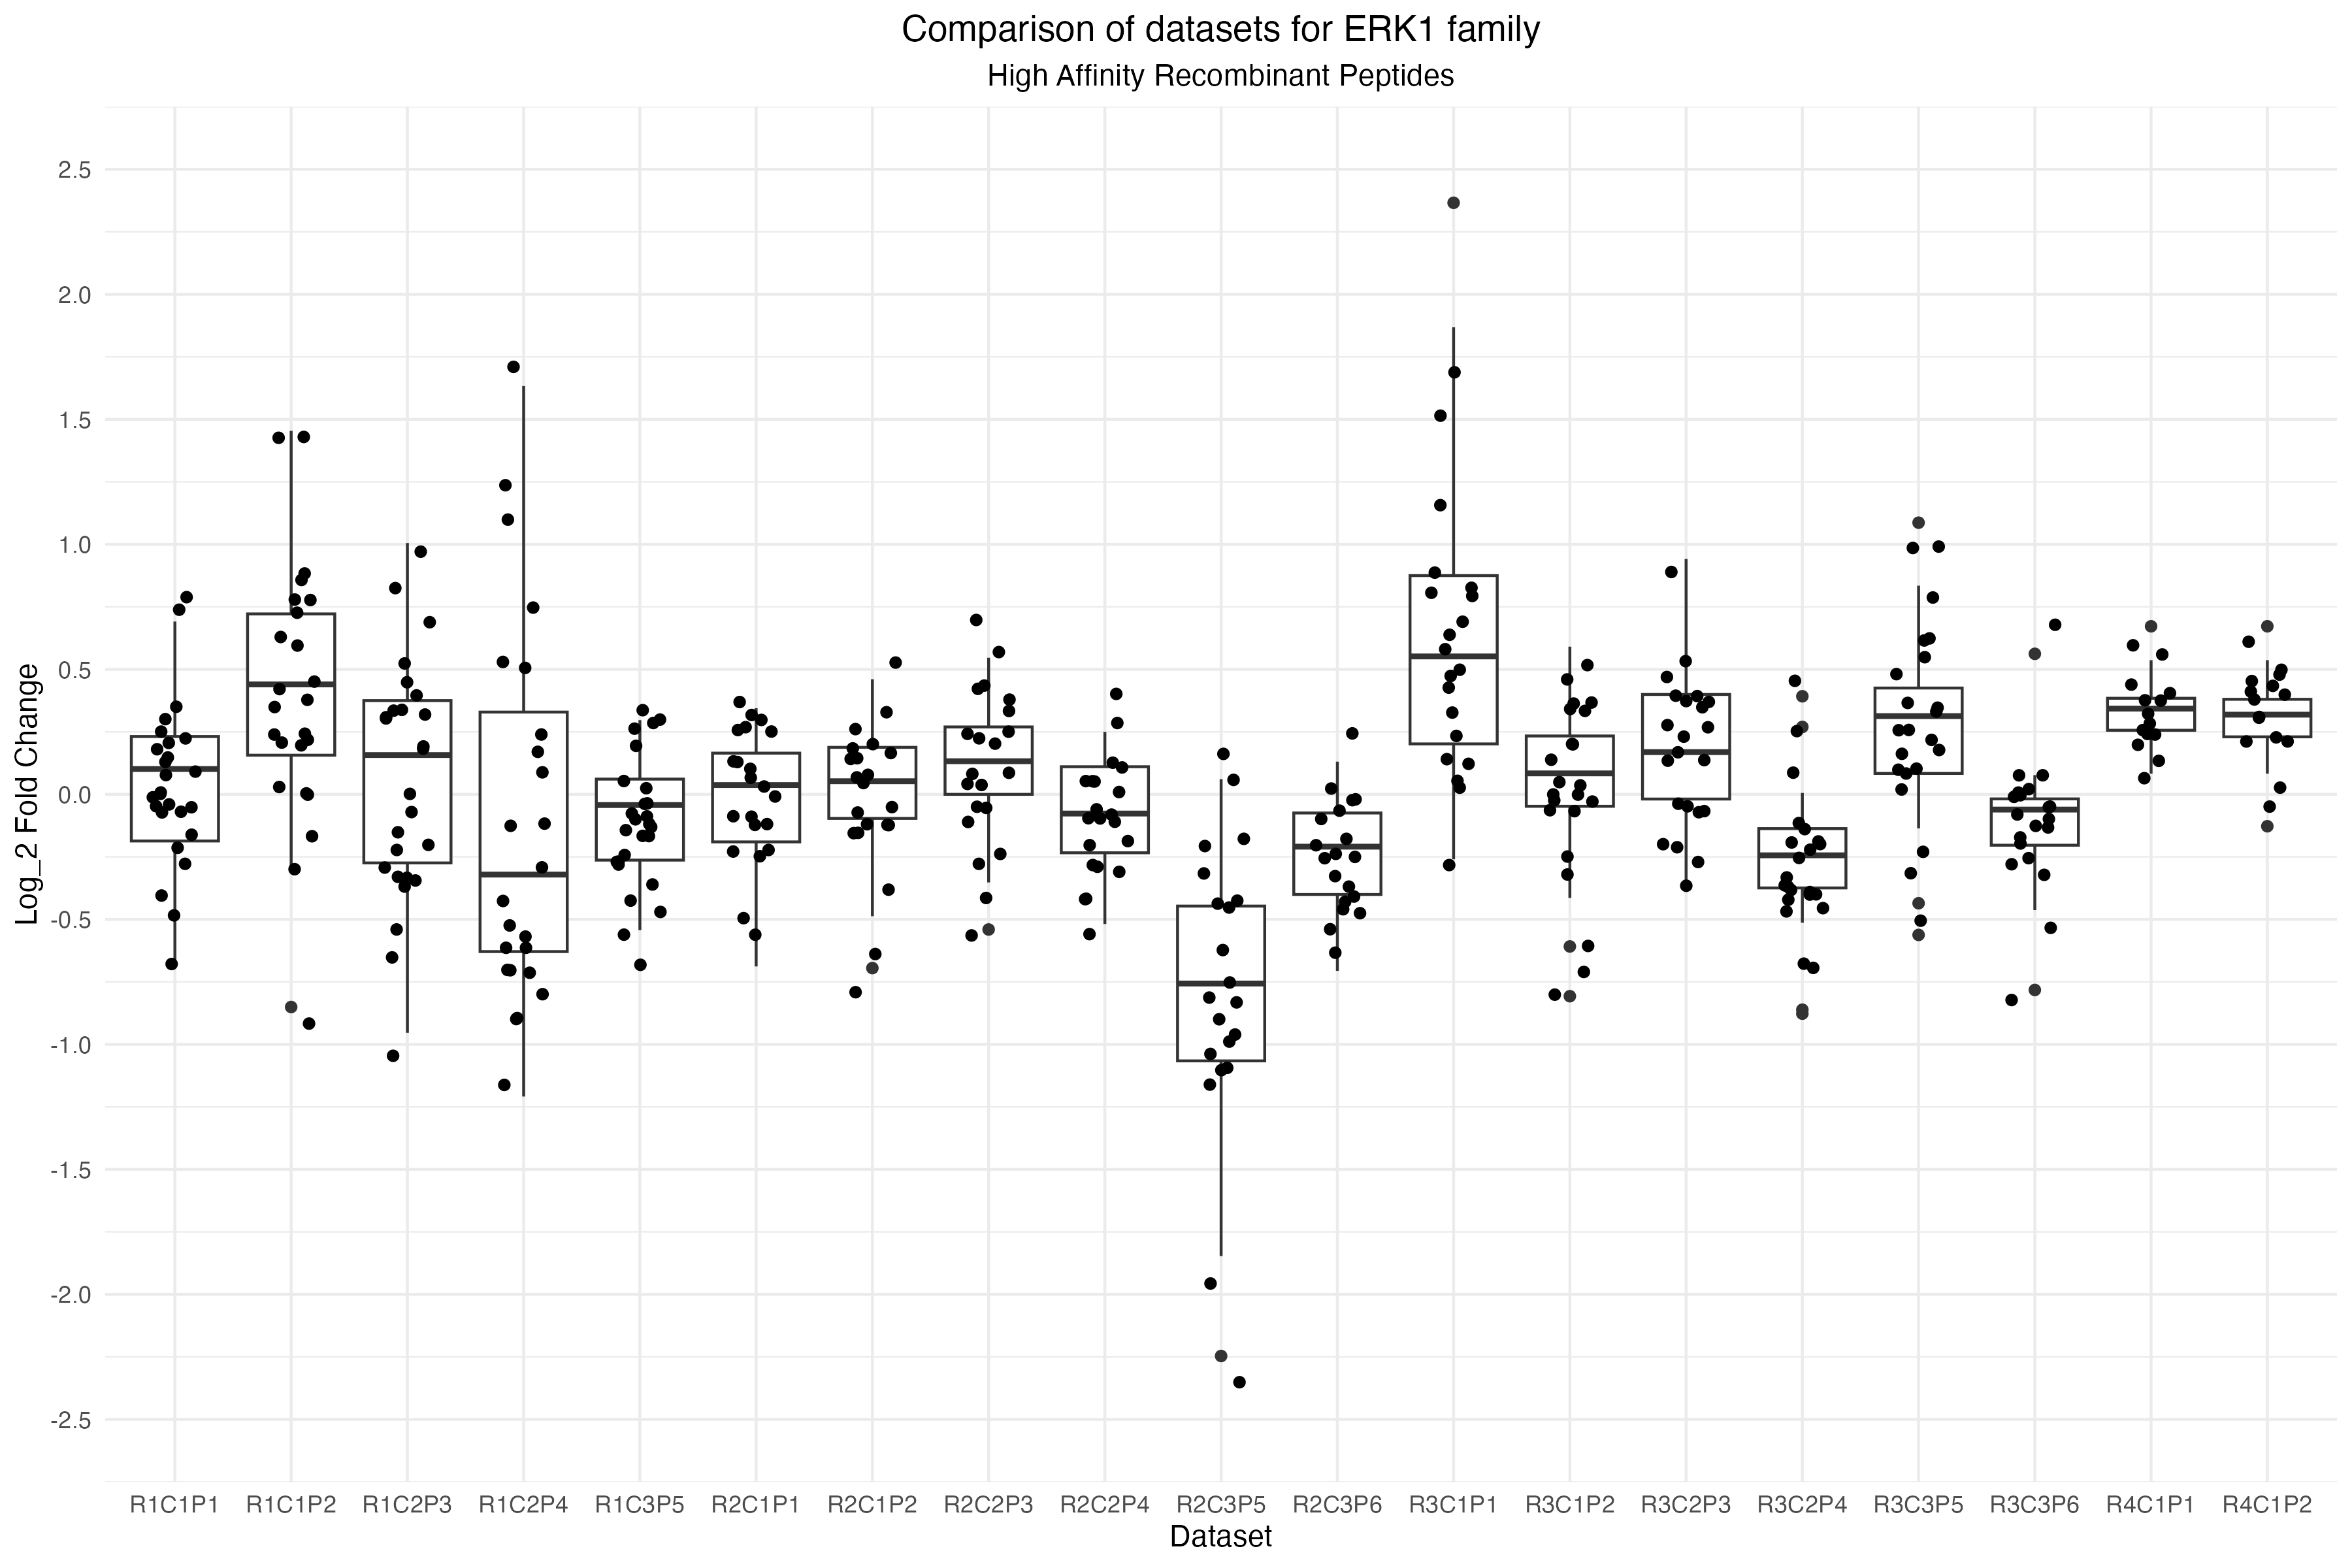 Comparison of datasets for ERK1 family
High Affinity Recombinant Peptides
Log_2 Fold Change
2.5
2.0
1.5
1.0
0.5
0.0
-0.5
-1.0
-1.5
-2.0
-2.5
R1C1P1 R1C1P2 R1C2P3 R1C2P4 R1C3P5 R2C1P1 R2C1P2 R2C2P3 R2C2P4 R2C3P5 R2C3P6 R3C1P1 R3C1P2 R3C2P3 R3C2P4 R3C3P5 R3C3P6 R4C1P1 R4C1P2
Dataset